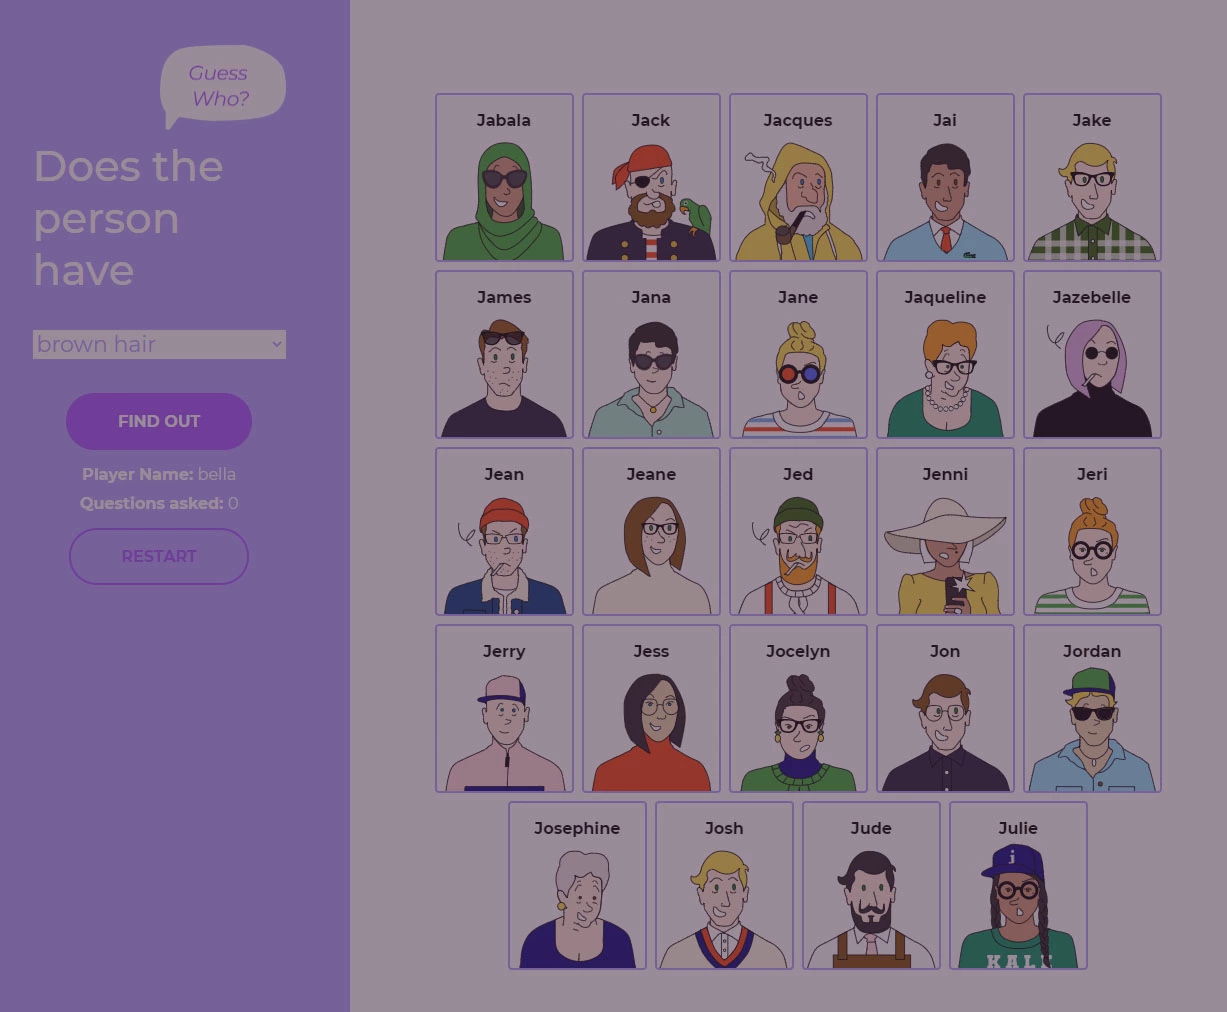 Guess
Who?
Does the
person
have
brown hair
FIND OUT
Player Name: bella
Questions asked: 0
RESTART
Jabala
Jack
Jacques
Jai
Jake
James
Jana
Jane
Jaqueline
Jazebelle
Jean
Jeane
Jed
Jenni
Jeri
Jerry
Jess
Jocelyn
Jon
Jordan
Josephine
Josh
Jude
Julie
j
KALE